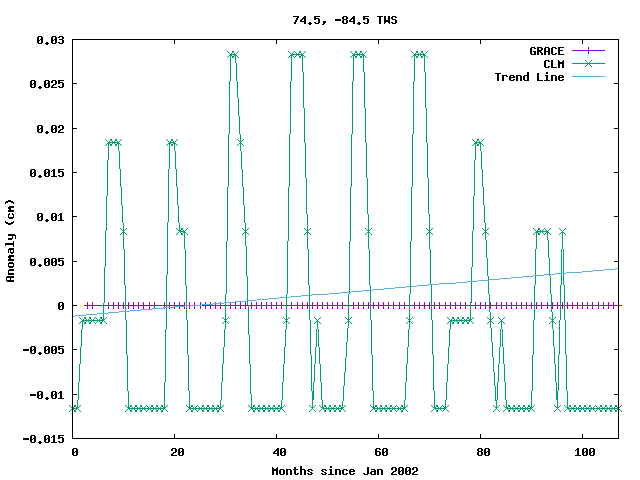 74.5, -84.5 TWS
GRACE
CLM
Trend Line
0.03
0.025
0.02
0.015
0.01
0.005
0
-0.005
-0.01
-0.015
Anomaly (cm)
0 20 40 60 80 100
Months since Jan 2002